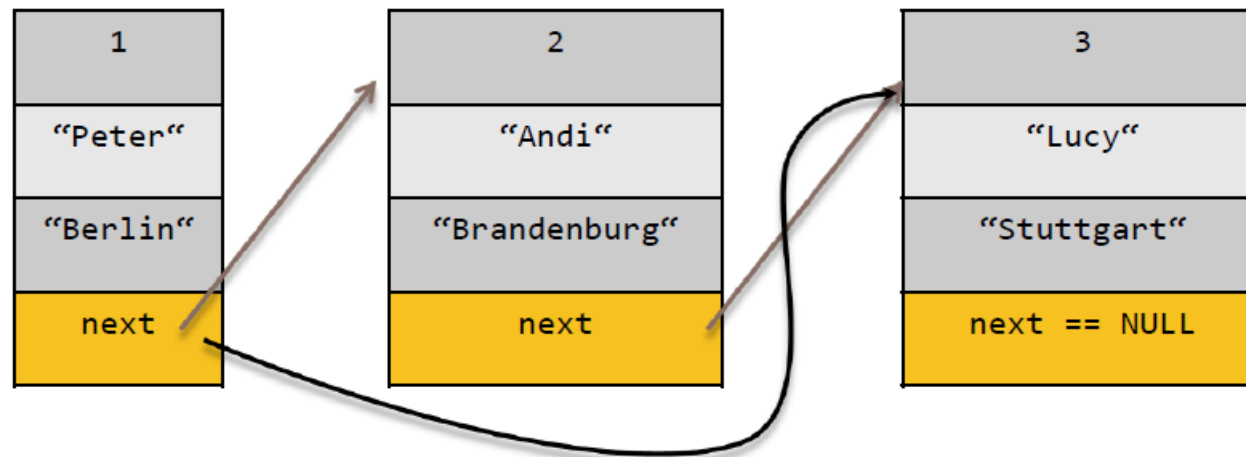 1
“Peter“
“Berlin“
next
2
“Andi“
“Brandenburg“
next
3
“Lucy“
“Stuttgart“
next == NULL